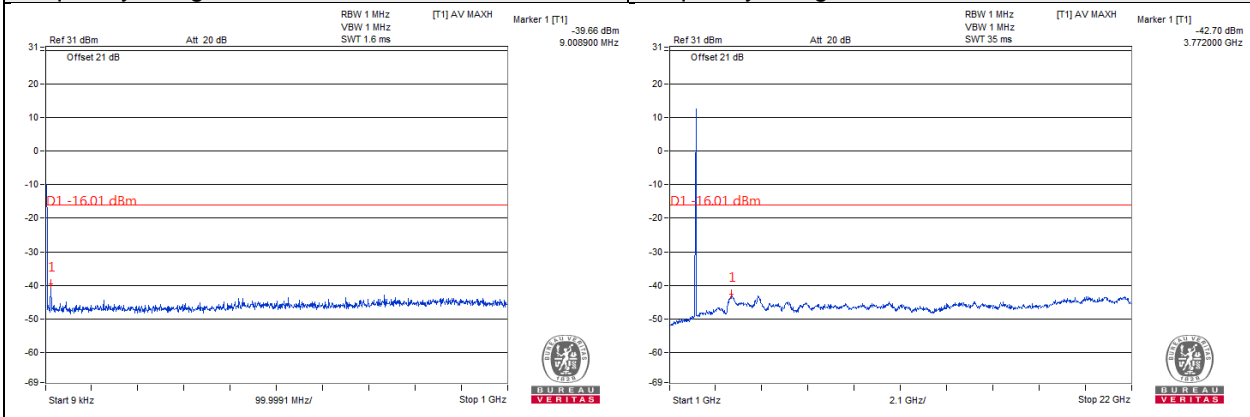 RBW 1 MHz [T1] AV MAXH Marker 1 [T1]
VBW 1 MHz -39.66 dBm
Ref 31 dBm Att 20 dB SWT 1.6 ms 9.008900 MHz
31
Offset 21 dB
20
10
0
-10
D1 -16.01 dBm
-20
-30
1
-40
-50
-60
-69
Start 9 kHz 99.9991 MHz/ Stop 1 GHz
BUREAU VERITAS
1828
BUREAU
VERITAS
RBW 1 MHz [T1] AV MAXH Marker 1 [T1]
VBW 1 MHz -42.70 dBm
Ref 31 dBm Att 20 dB SWT 35 ms 3.772000 GHz
31
Offset 21 dB
20
10
0
-10
D1 -16.01 dBm
-20
-30
1
-40
-50
-60
-69
Start 1 GHz 2.1 GHz/ Stop 22 GHz
BUREAU VERITAS
1828
BUREAU
VERITAS